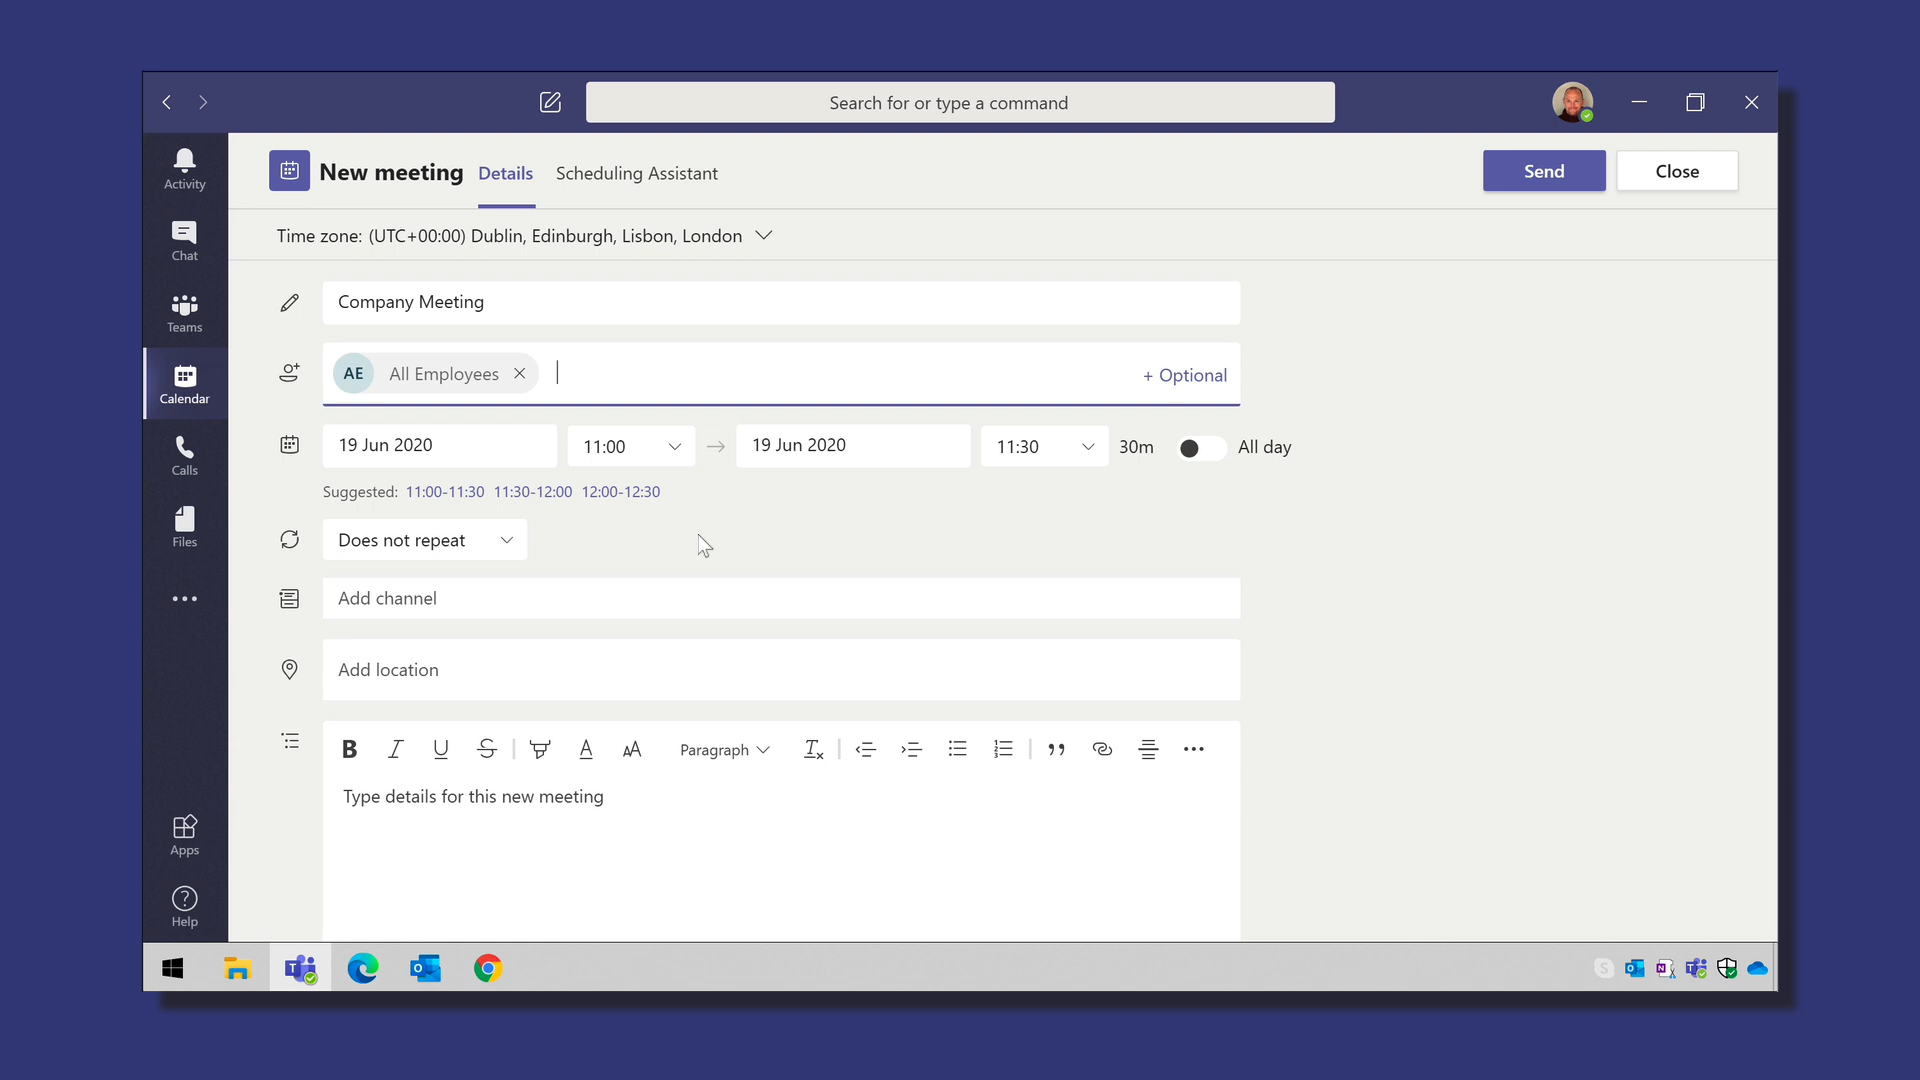 Search for or type a command
New meeting Details Scheduling Assistant Send Close
Activity
Chat
Teams
Calendar
Calls
Files
Apps
Help
Time zone: (UTC+00:00) Dublin, Edinburgh, Lisbon, London
Company Meeting
AE All Employees + Optional
19 Jun 2020 11:00 19 Jun 2020 11:30 30m All day
Suggested: 11:00-11:30 11:30-12:00 12:00-12:30
Does not repeat
Add channel
Add location
Paragraph
Type details for this new meeting